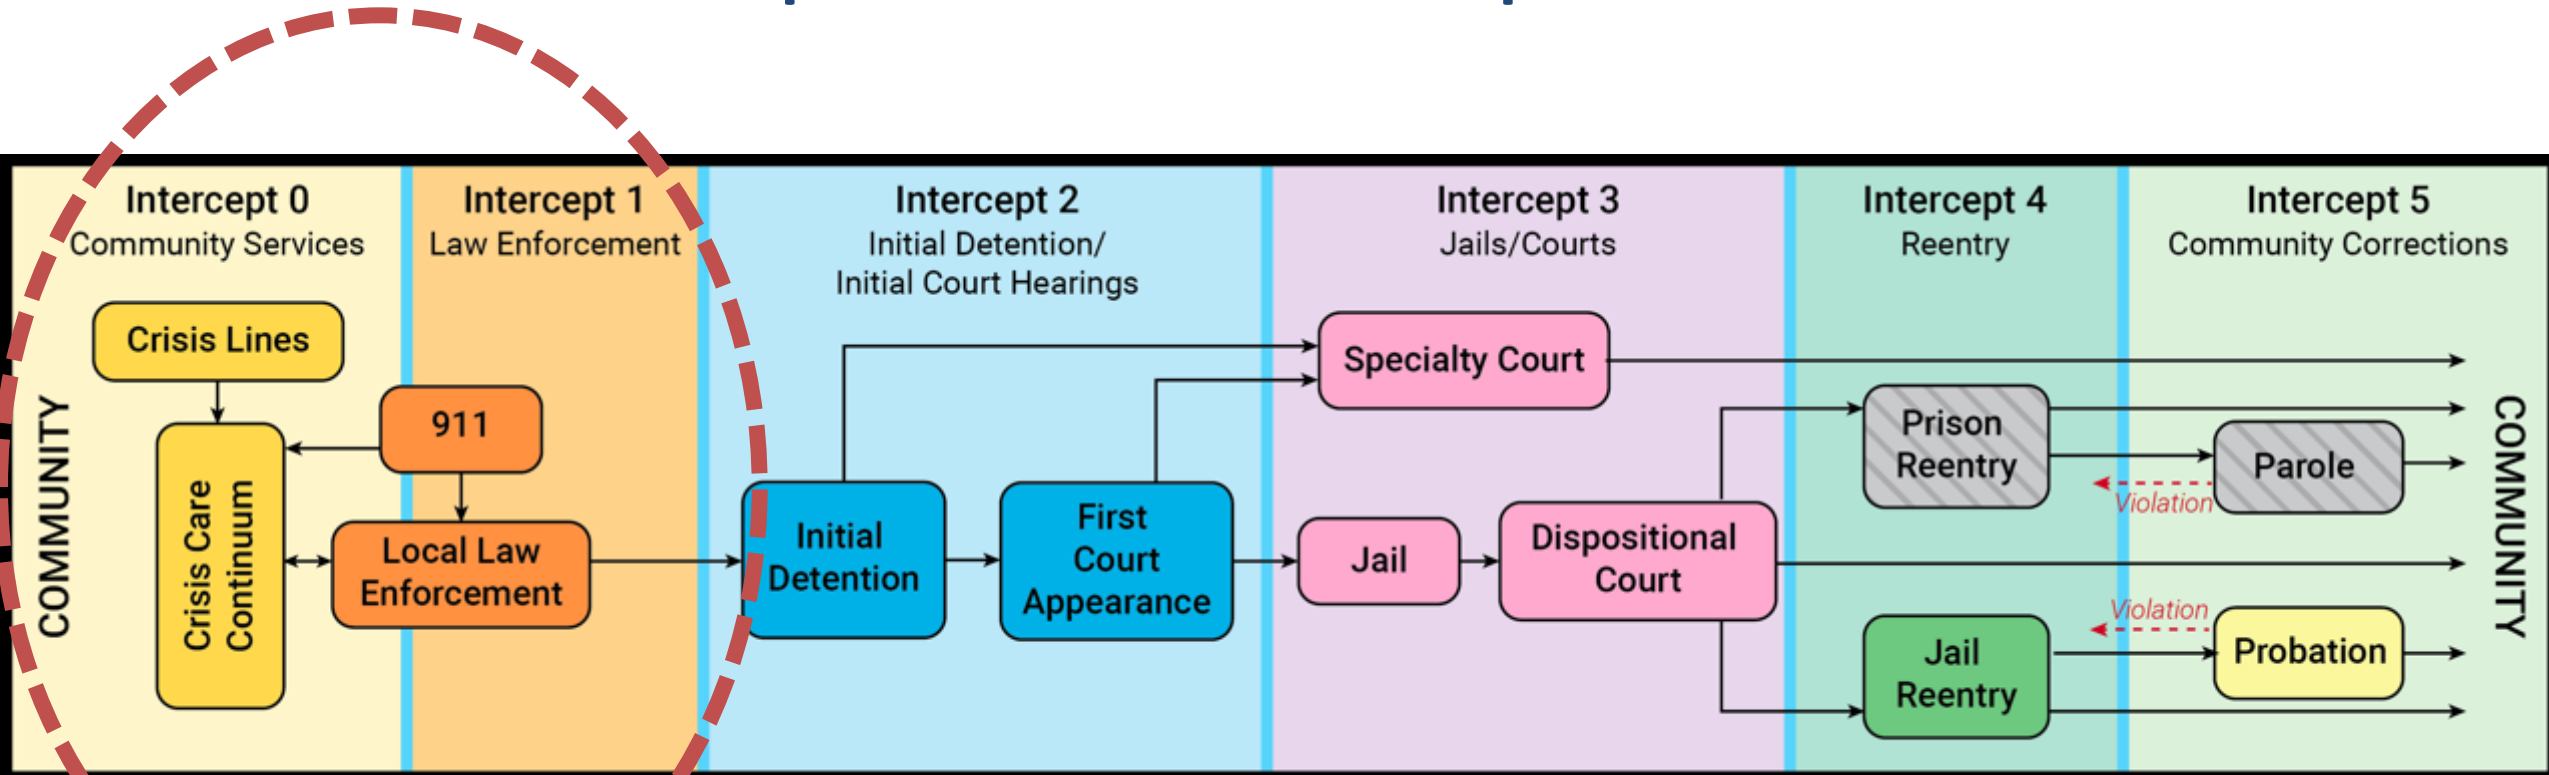 Intercept 0
Community Services
Intercept 1
Law Enforcement
Intercept 2
Initial Detention/
Initial Court Hearings
Intercept 3
Jails/Courts
Intercept 4
Reentry
Intercept 5
Community Corrections
COMMUNITY
Crisis Lines
Crisis Care
Continuum
911
Local Law
Enforcement
Initial
Detention
First
Court
Appearance
Specialty Court
Jail
Dispositional
Court
Prison
Reentry
Parole
Violation
Violation
Jail
Reentry
Probation
COMMUNITY